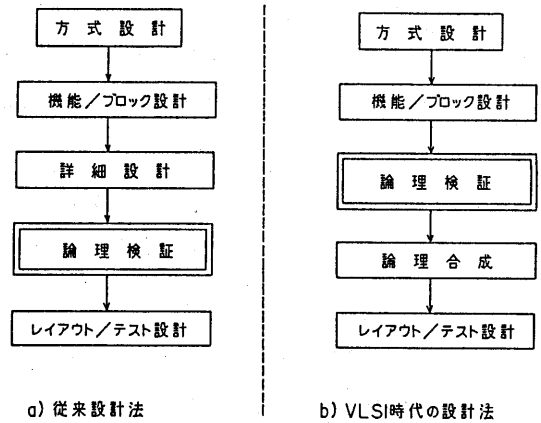 方式設計
機能/ブロック設計
詳細設計
論理検証
レイアウト/テスト設計
a) 従来設計法
方式設計
機能/ブロック設計
論理検証
論理合成
レイアウト/テスト設計
b) VLSI時代の設計法